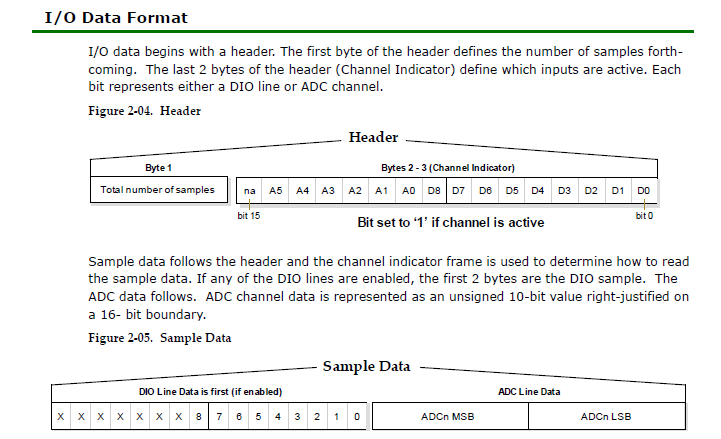 I/O Data Format
I/O data begins with a header. The first byte of the header defines the number of samples forth-
coming.  The last 2 bytes of the header (Channel Indicator) define which inputs are active. Each
bit represents either a DIO line or ADC channel.
Figure 2-04.  Header
Header
Byte 1
Bytes 2 - 3 (Channel Indicator)
Total number of samples
na A5 A4 A3 A2 A1 A0 D8 D7 D6 D5 D4 D3 D2 D1 D0
bit 15
bit 0
Bit set to ‘1’ if channel is active
Sample data follows the header and the channel indicator frame is used to determine how to read
the sample data. If any of the DIO lines are enabled, the first 2 bytes are the DIO sample.  The
ADC data follows.  ADC channel data is represented as an unsigned 10-bit value right-justified on
a 16- bit boundary.
Figure 2-05.  Sample Data
Sample Data
DIO Line Data is first (if enabled)
ADC Line Data
X X X X X X X 8 7 6 5 4 3 2 1 0
ADCn MSB
ADCn LSB